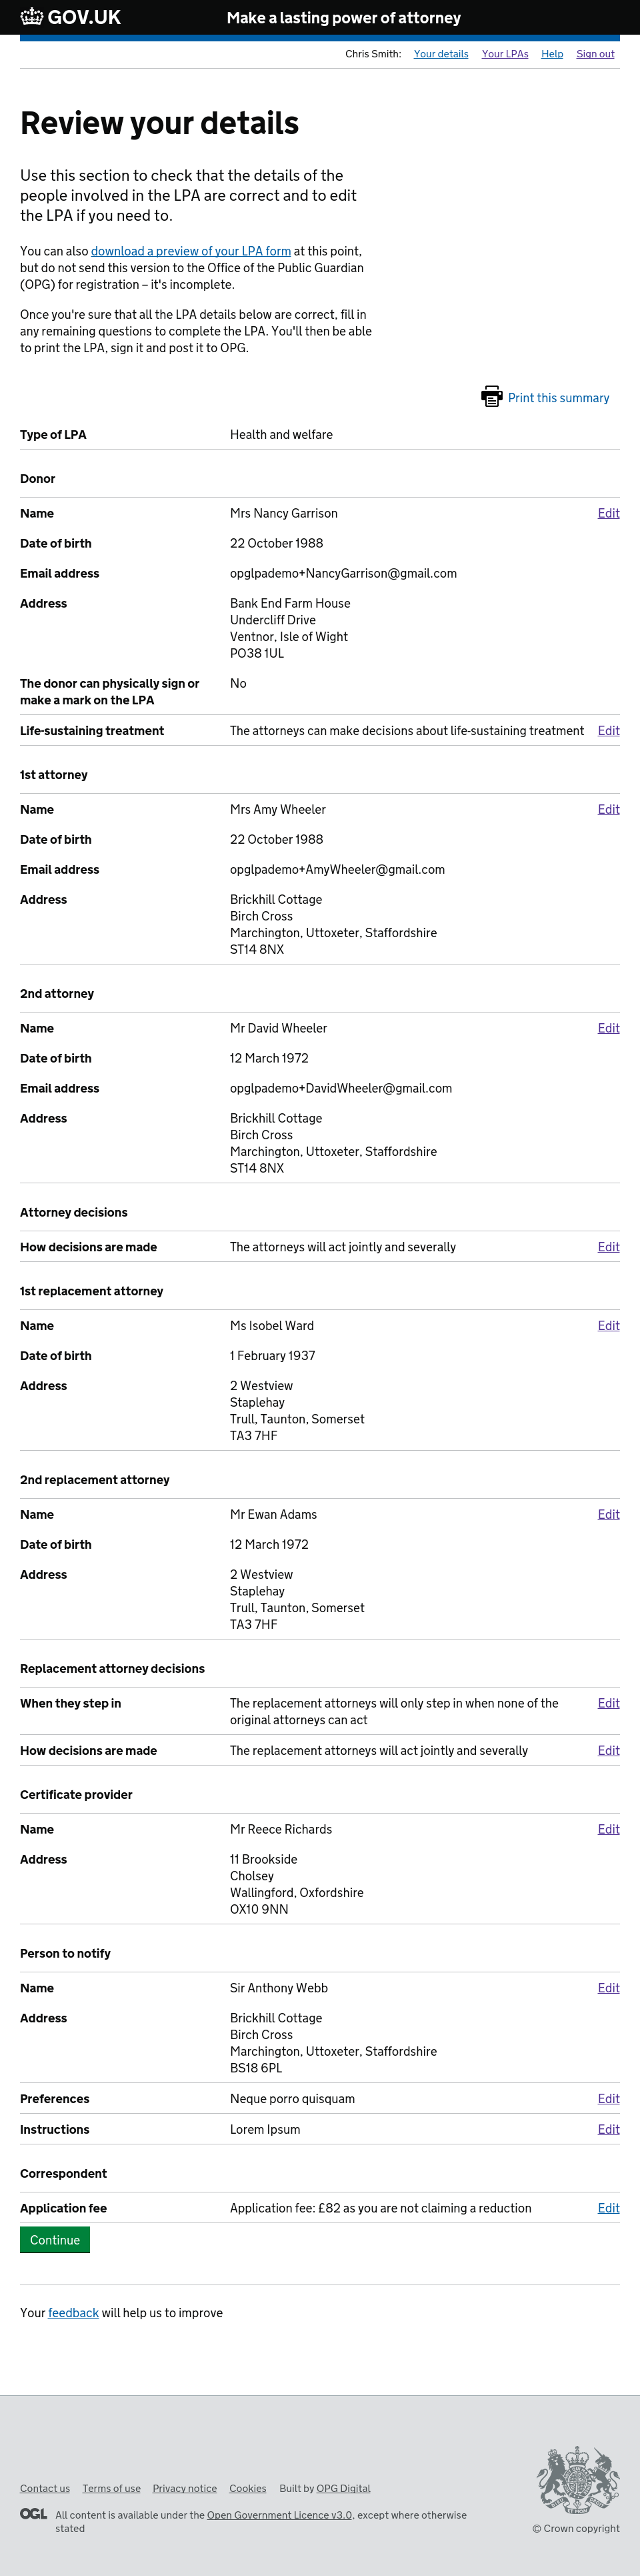 GOV.UK
Make a lasting power of attorney
Chris Smith: Your details Your LPAs Help Sign out
Review your details
Use this section to check that the details of the
people involved in the LPA are correct and to edit
the LPA if you need to.
You can also download a preview of your LPA form at this point,
but do not send this version to the Office of the Public Guardian
(OPG) for registration – it's incomplete.
Once you're sure that all the LPA details below are correct, fill in
any remaining questions to complete the LPA. You'll then be able
to print the LPA, sign it and post it to OPG.
Print this summary
Type of LPA Health and welfare
Donor
Name Mrs Nancy Garrison Edit
Date of birth 22 October 1988
Email address opglpademo+NancyGarrison@gmail.com
Address Bank End Farm House
Undercliff Drive
Ventnor, Isle of Wight
PO38 1UL
The donor can physically sign or No
make a mark on the LPA
Life-sustaining treatment The attorneys can make decisions about life-sustaining treatment Edit
1st attorney
Name Mrs Amy Wheeler Edit
Date of birth 22 October 1988
Email address opglpademo+AmyWheeler@gmail.com
Address Brickhill Cottage
Birch Cross
Marchington, Uttoxeter, Staffordshire
ST14 8NX
2nd attorney
Name Mr David Wheeler Edit
Date of birth 12 March 1972
Email address opglpademo+DavidWheeler@gmail.com
Address Brickhill Cottage
Birch Cross
Marchington, Uttoxeter, Staffordshire
ST14 8NX
Attorney decisions
How decisions are made The attorneys will act jointly and severally Edit
1st replacement attorney
Name Ms Isobel Ward Edit
Date of birth 1 February 1937
Address 2 Westview
Staplehay
Trull, Taunton, Somerset
TA3 7HF
2nd replacement attorney
Name Mr Ewan Adams Edit
Date of birth 12 March 1972
Address 2 Westview
Staplehay
Trull, Taunton, Somerset
TA3 7HF
Replacement attorney decisions
When they step in The replacement attorneys will only step in when none of the Edit
original attorneys can act
How decisions are made The replacement attorneys will act jointly and severally Edit
Certificate provider
Name Mr Reece Richards Edit
Address 11 Brookside
Cholsey
Wallingford, Oxfordshire
OX10 9NN
Person to notify
Name Sir Anthony Webb Edit
Address Brickhill Cottage
Birch Cross
Marchington, Uttoxeter, Staffordshire
BS18 6PL
Preferences Neque porro quisquam Edit
Instructions Lorem Ipsum Edit
Correspondent
Application fee Application fee: £82 as you are not claiming a reduction Edit
Continue
Your feedback will help us to improve
Contact us Terms of use Privacy notice Cookies Built by OPG Digital
OGL All content is available under the Open Government Licence v3.0, except where otherwise
stated
© Crown copyright